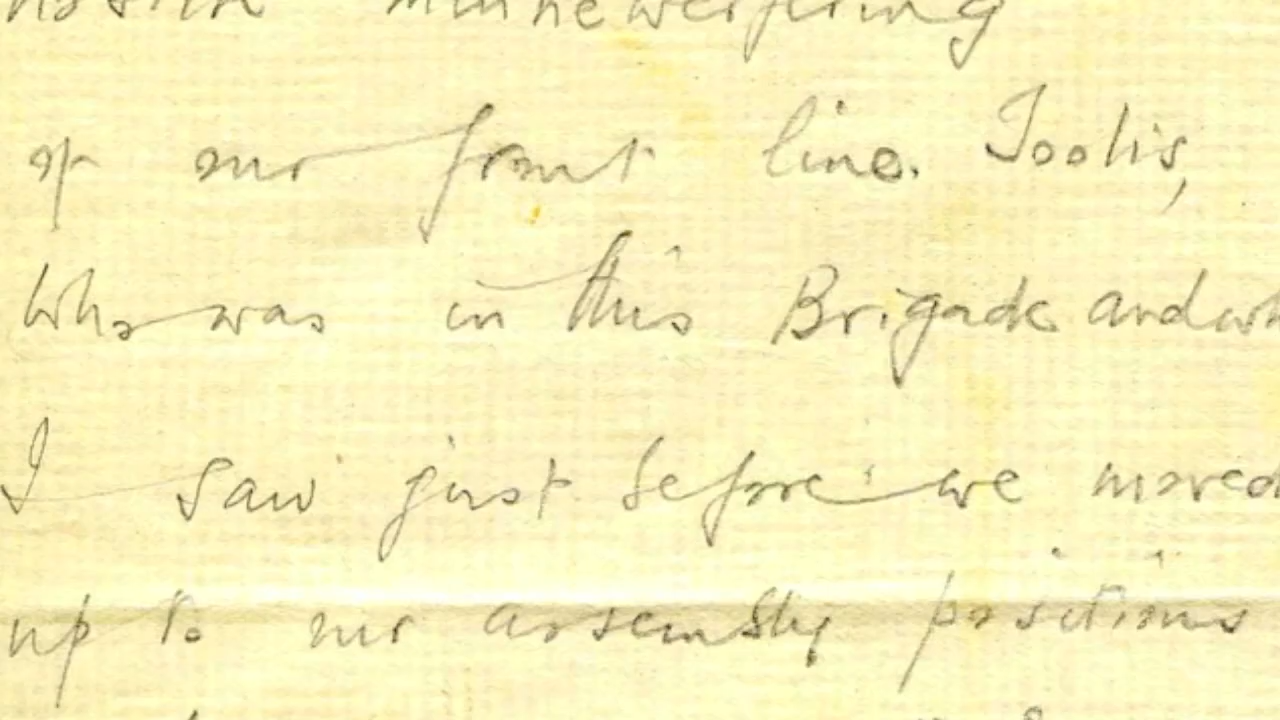 minnewerfering
of our front line. Toolis,
who was in this Brigade and wh
I saw just before we moved
up to our assembly positions